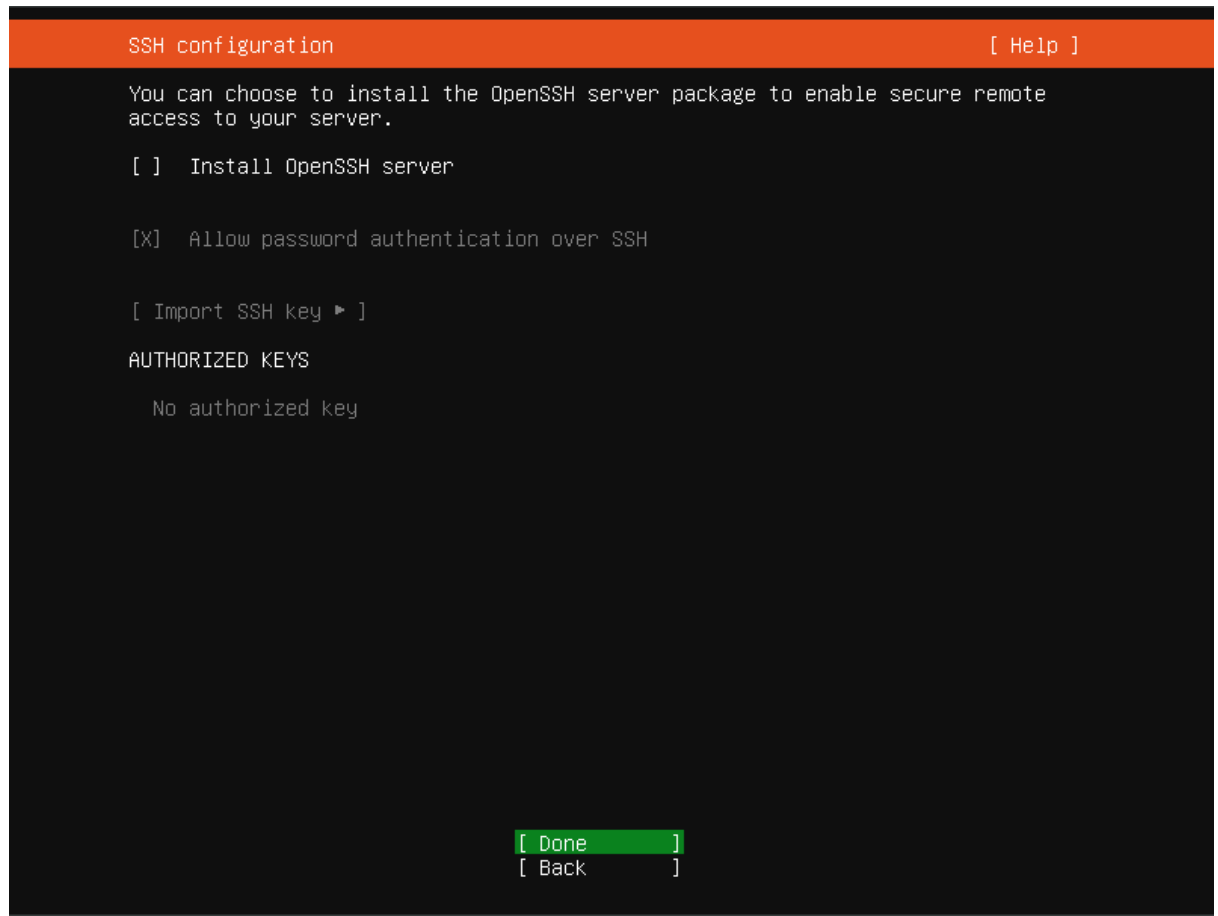 SSH configuration [ Help ]
You can choose to install the OpenSSH server package to enable secure remote
access to your server.
[ ] Install OpenSSH server
[X] Allow password authentication over SSH
[ Import SSH key ▸ ]
AUTHORIZED KEYS
No authorized key
[ Done ]
[ Back ]